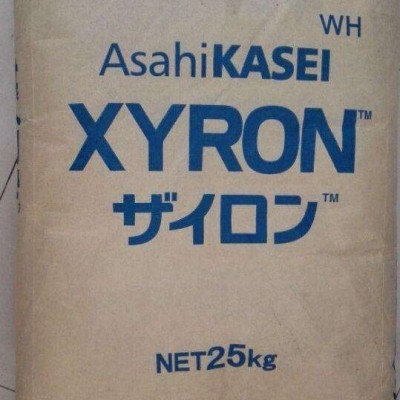 WH
AsahiKASEI
XYRON™
ザイロン™
NET25kg